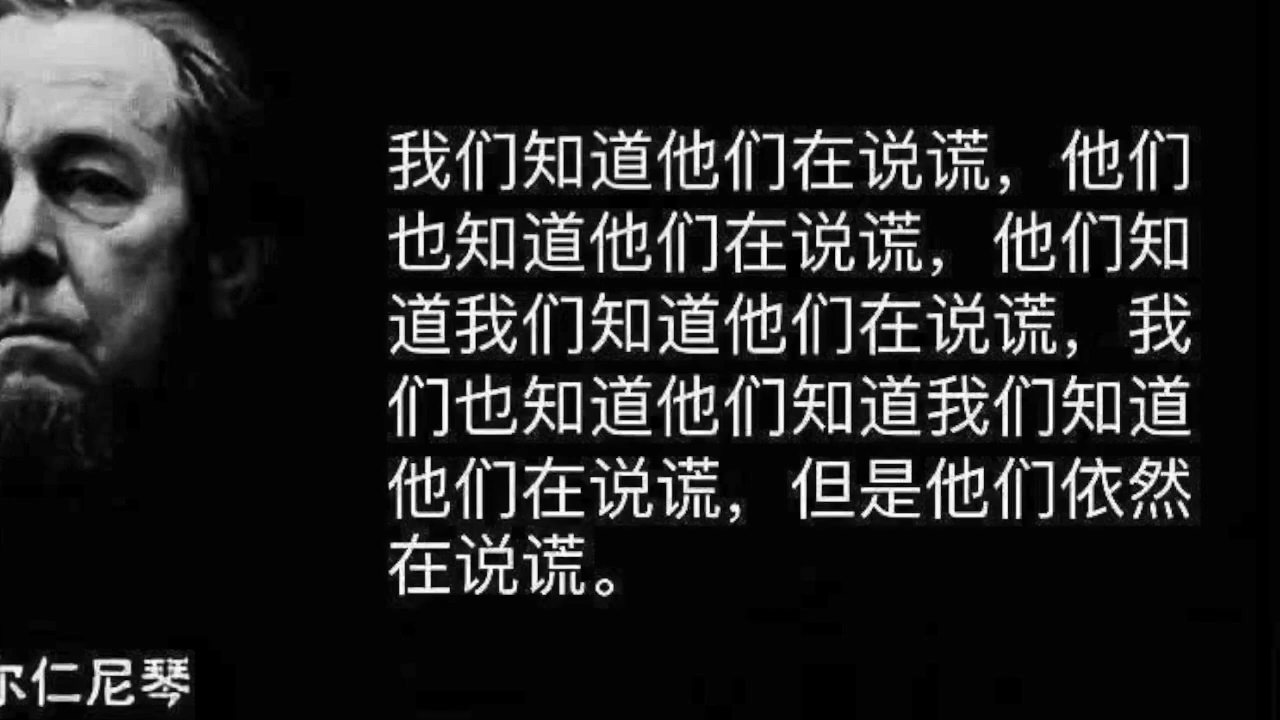 我们知道他们在说谎，他们
也知道他们在说谎，他们知
道我们知道他们在说谎，我
们也知道他们知道我们知道
他们在说谎，但是他们依然
在说谎。
尔仁尼琴